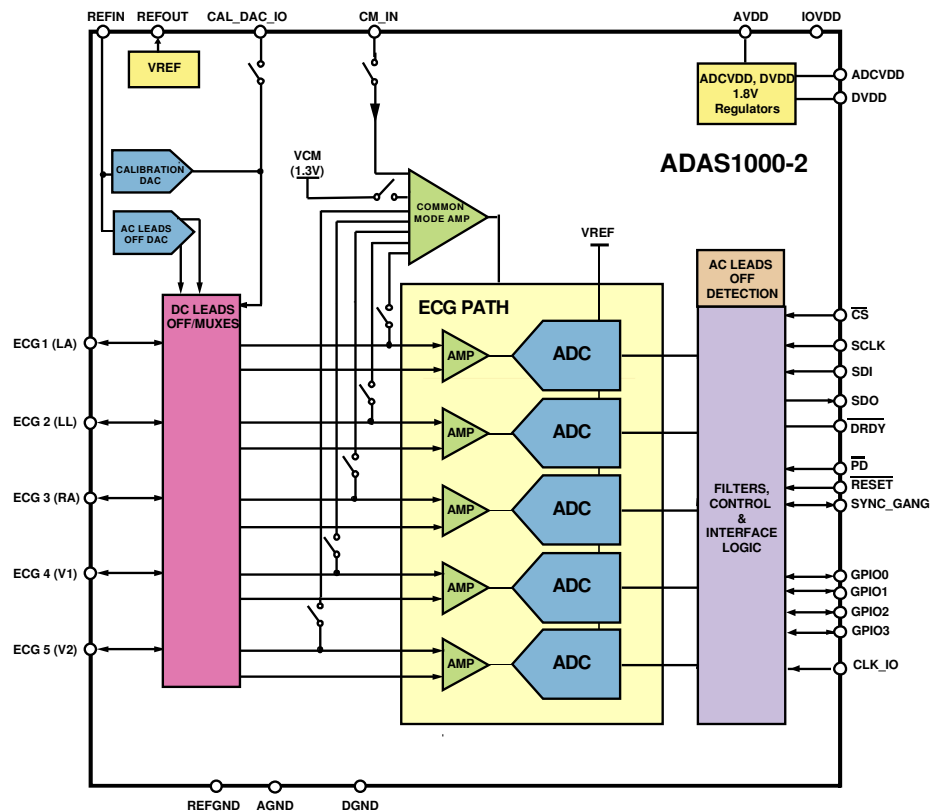 REFIN REFOUT CAL_DAC_IO CM_IN AVDD IOVDD
VREF
ADCVDD, DVDD
1.8V
Regulators
ADCVDD
DVDD
ADAS1000-2
CALIBRATION
DAC
VCM
(1.3V)
COMMON
MODE AMP
AC LEADS
OFF DAC
VREF
AC LEADS
OFF
DETECTION
DC LEADS
OFF/MUXES
ECG PATH
ECG 1 (LA)
AMP
ADC
ECG 2 (LL)
AMP
ADC
ECG 3 (RA)
AMP
ADC
ECG 4 (V1)
AMP
ADC
ECG 5 (V2)
AMP
ADC
FILTERS,
CONTROL
&
INTERFACE
LOGIC
CS
SCLK
SDI
SDO
DRDY
PD
RESET
SYNC_GANG
GPIO0
GPIO1
GPIO2
GPIO3
CLK_IO
REFGND AGND DGND